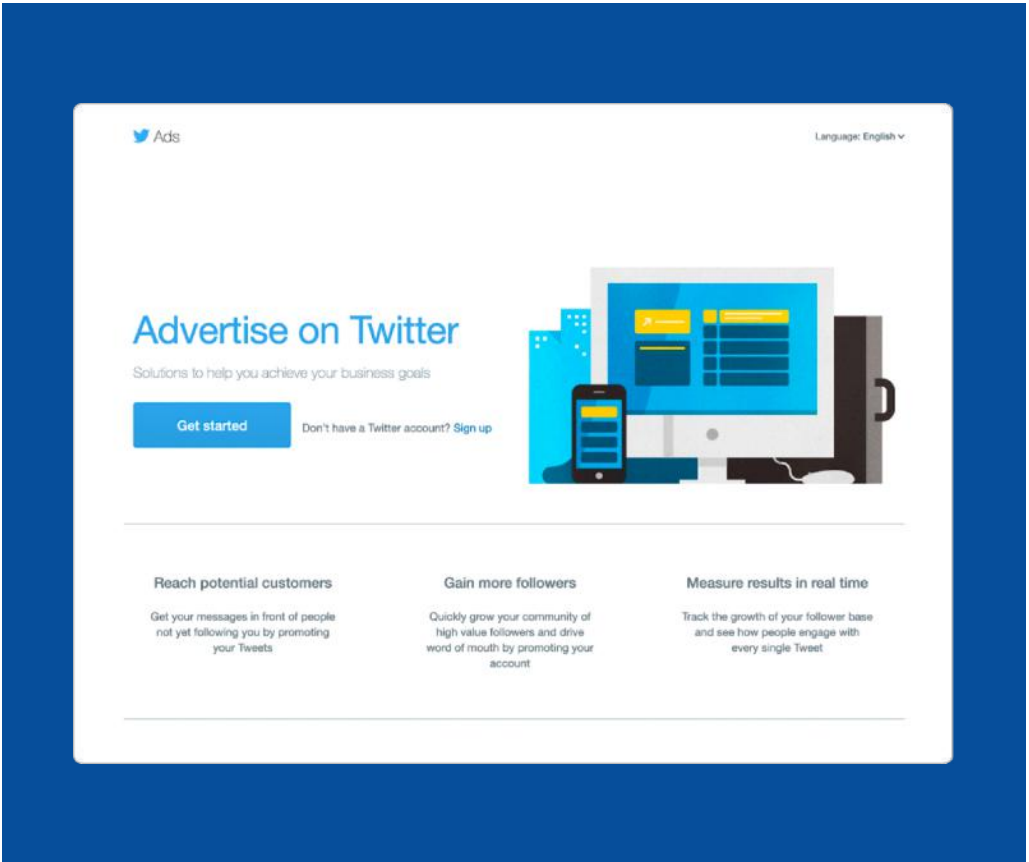 Ads
Language: English
Advertise on Twitter
Solutions to help you achieve your business goals
Get started
Don't have a Twitter account? Sign up
Reach potential customers
Get your messages in front of people
not yet following you by promoting
your Tweets
Gain more followers
Quickly grow your community of
high value followers and drive
word of mouth by promoting your
account
Measure results in real time
Track the growth of your follower base
and see how people engage with
every single Tweet